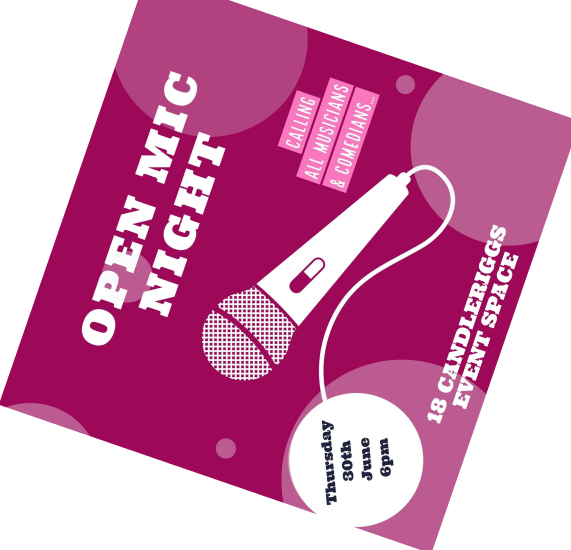 OPEN MIC
NIGHT
CALLING
ALL MUSICIANS
& COMEDIANS...
18 CANDLERIGGS
EVENT SPACE
Thursday
30th
June
6pm